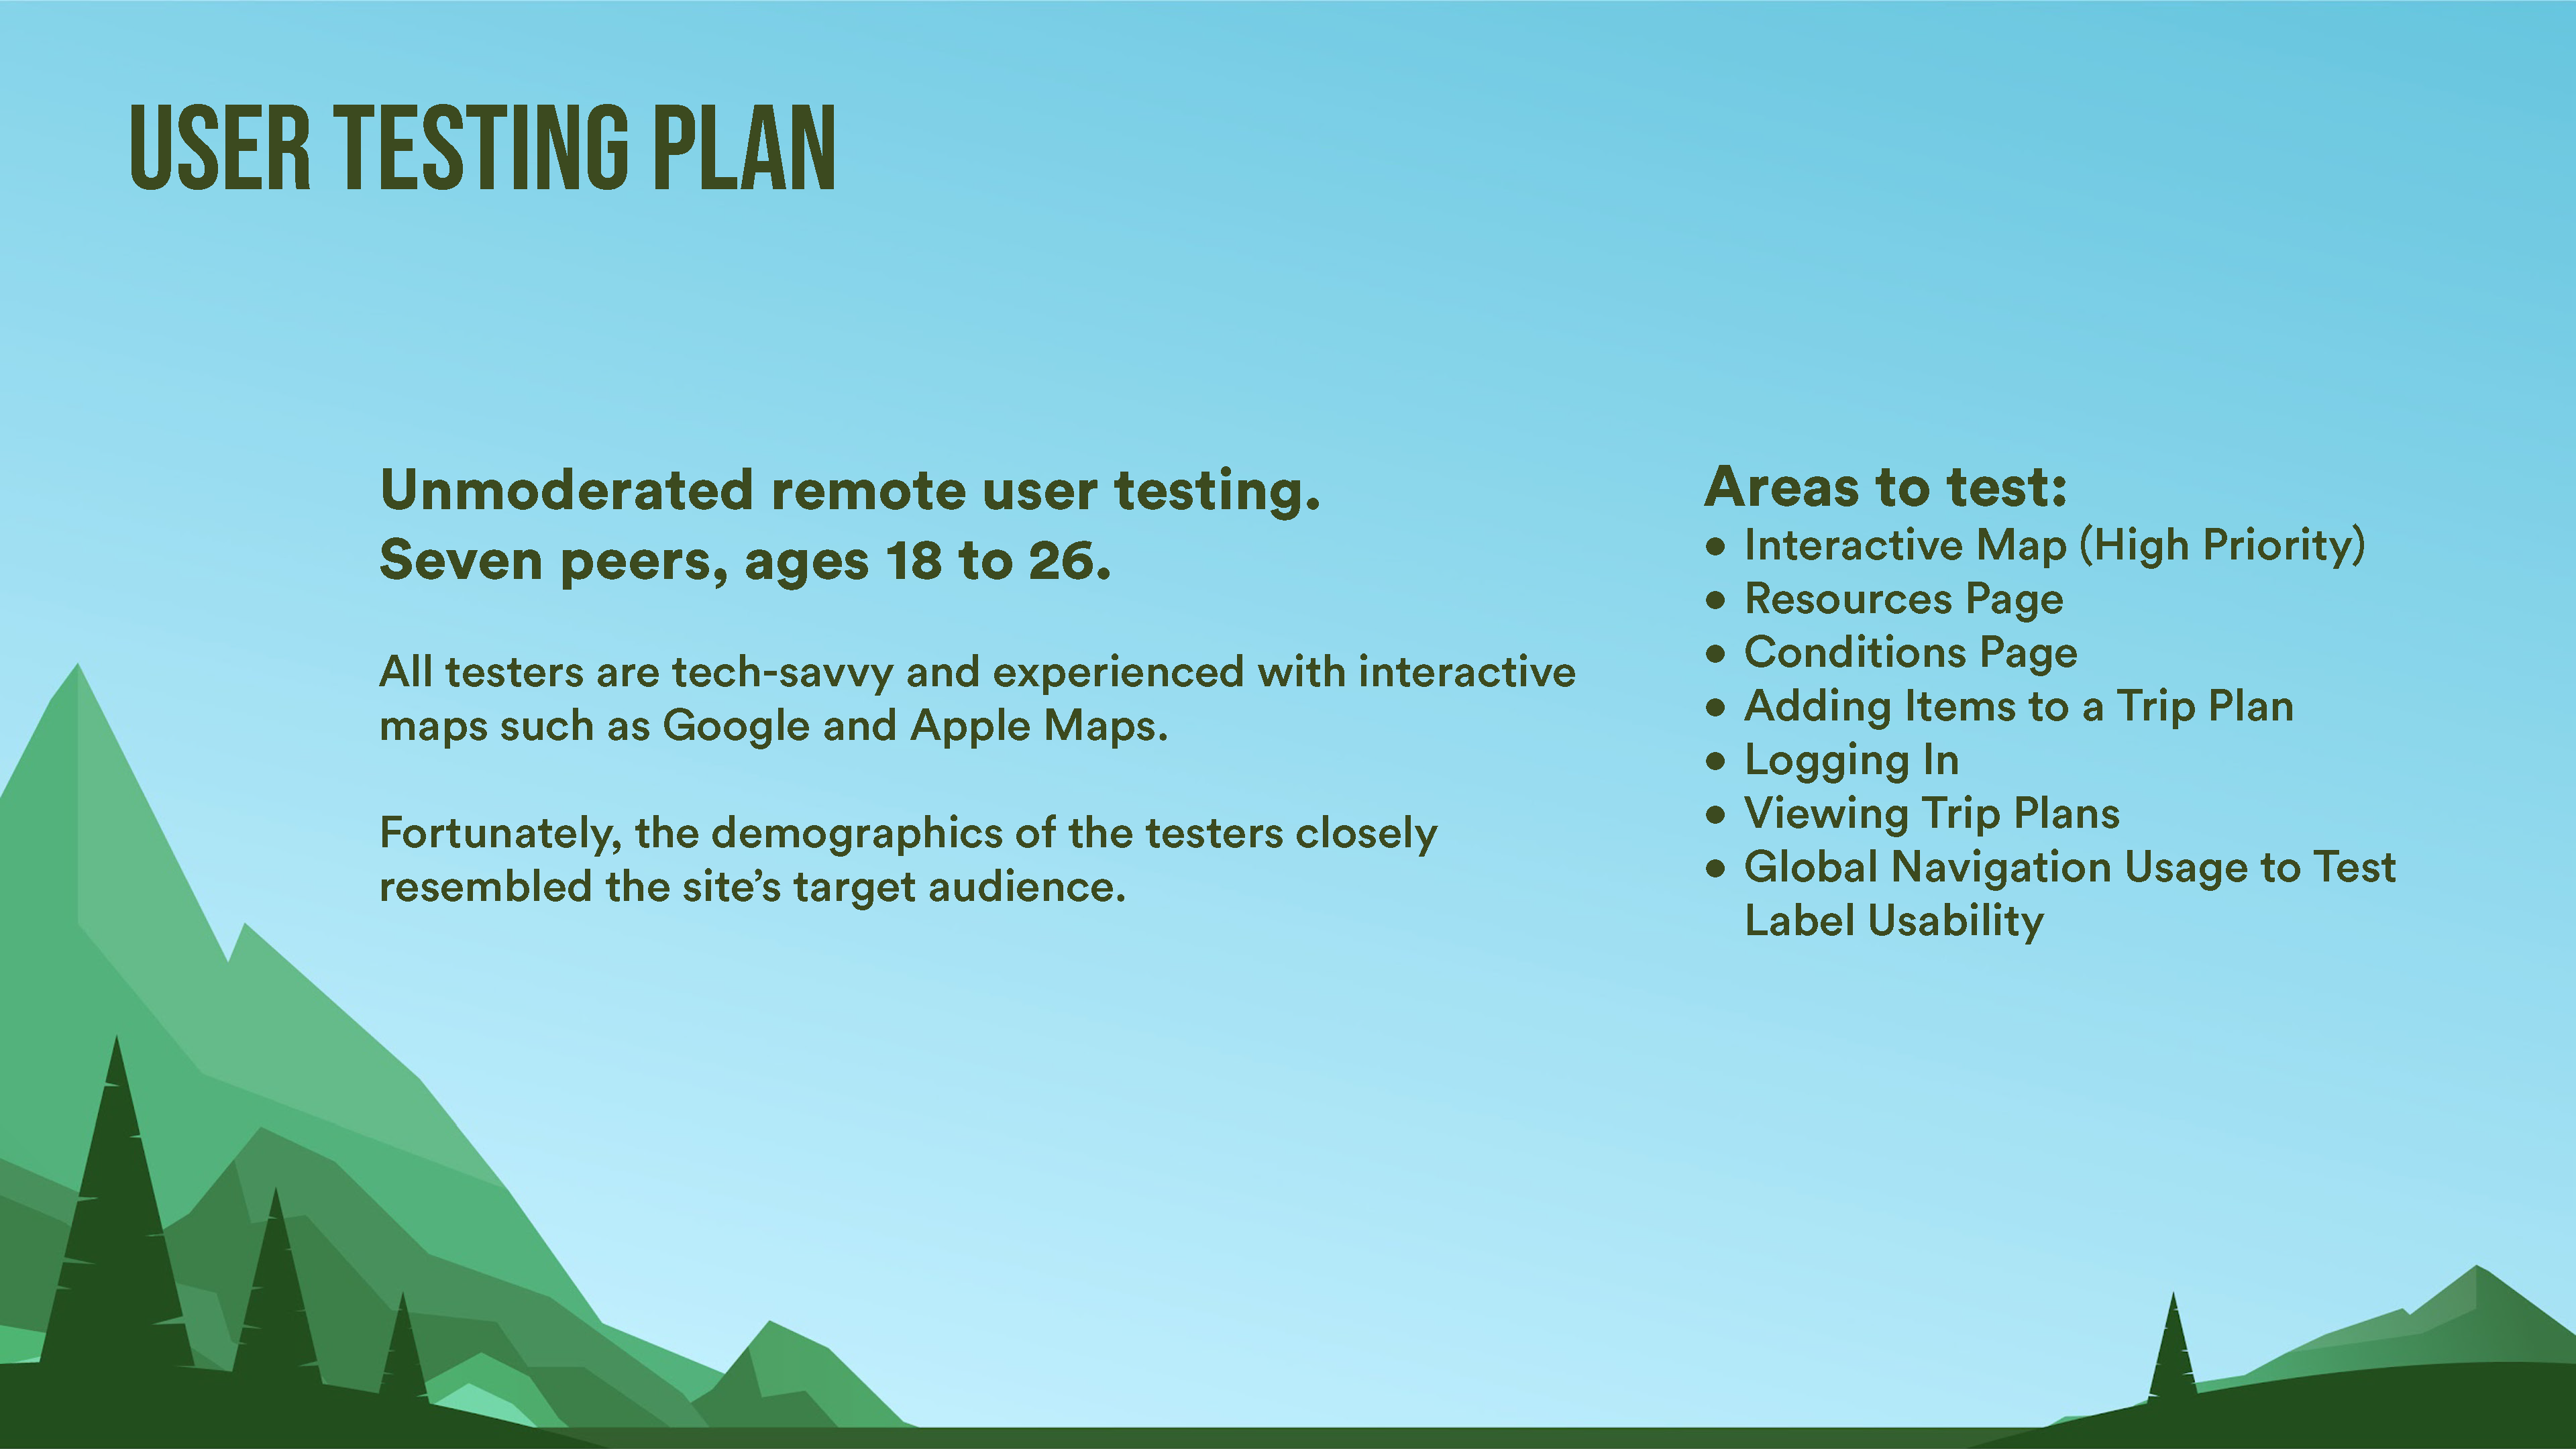 USER TESTING PLAN
Unmoderated remote user testing.
Seven peers, ages 18 to 26.
All testers are tech-savvy and experienced with interactive
maps such as Google and Apple Maps.
Fortunately, the demographics of the testers closely
resembled the site’s target audience.
Areas to test:
● Interactive Map (High Priority)
● Resources Page
● Conditions Page
● Adding Items to a Trip Plan
● Logging In
● Viewing Trip Plans
● Global Navigation Usage to Test
Label Usability